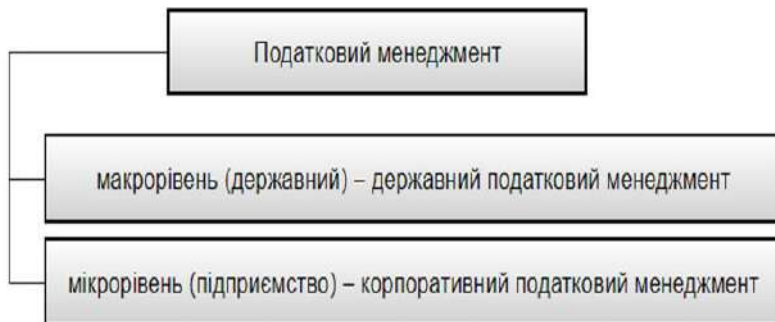 Податковий менеджмент
макрорівень (державний) – державний податковий менеджмент
мікрорівень (підприємство) – корпоративний податковий менеджмент